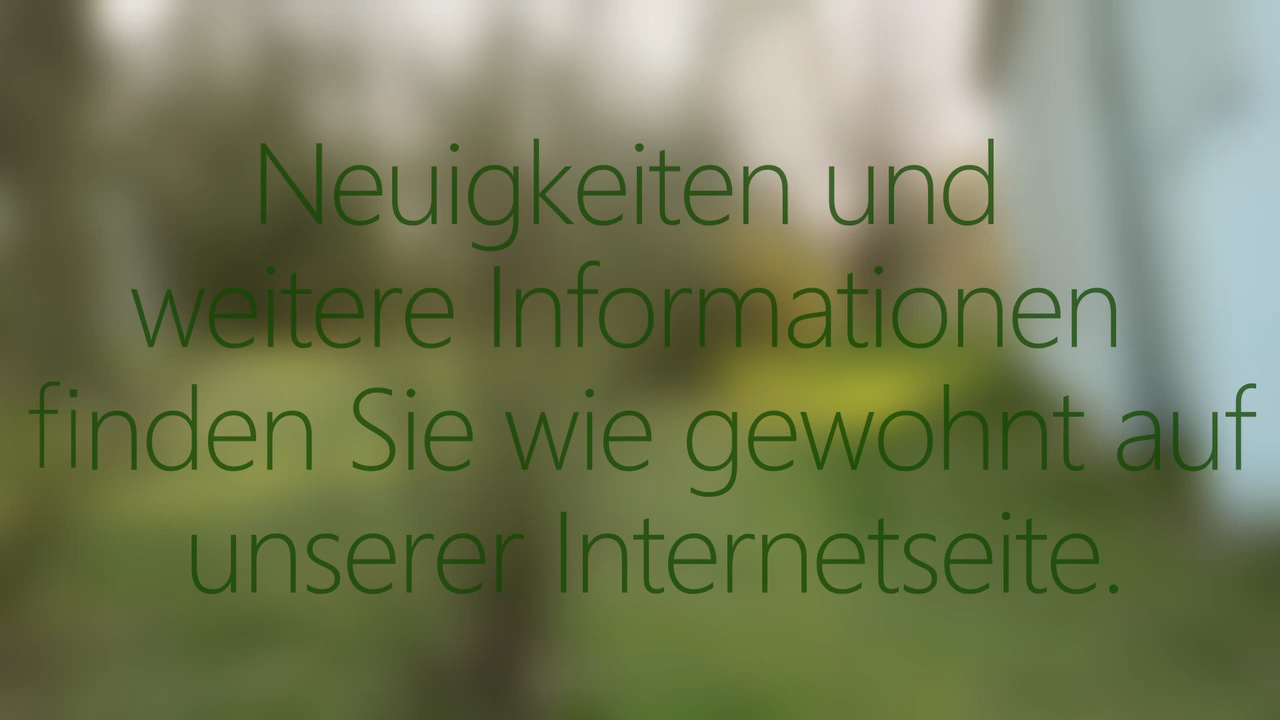 Neuigkeiten und
weitere Informationen
finden Sie wie gewohnt auf
unserer Internetseite.